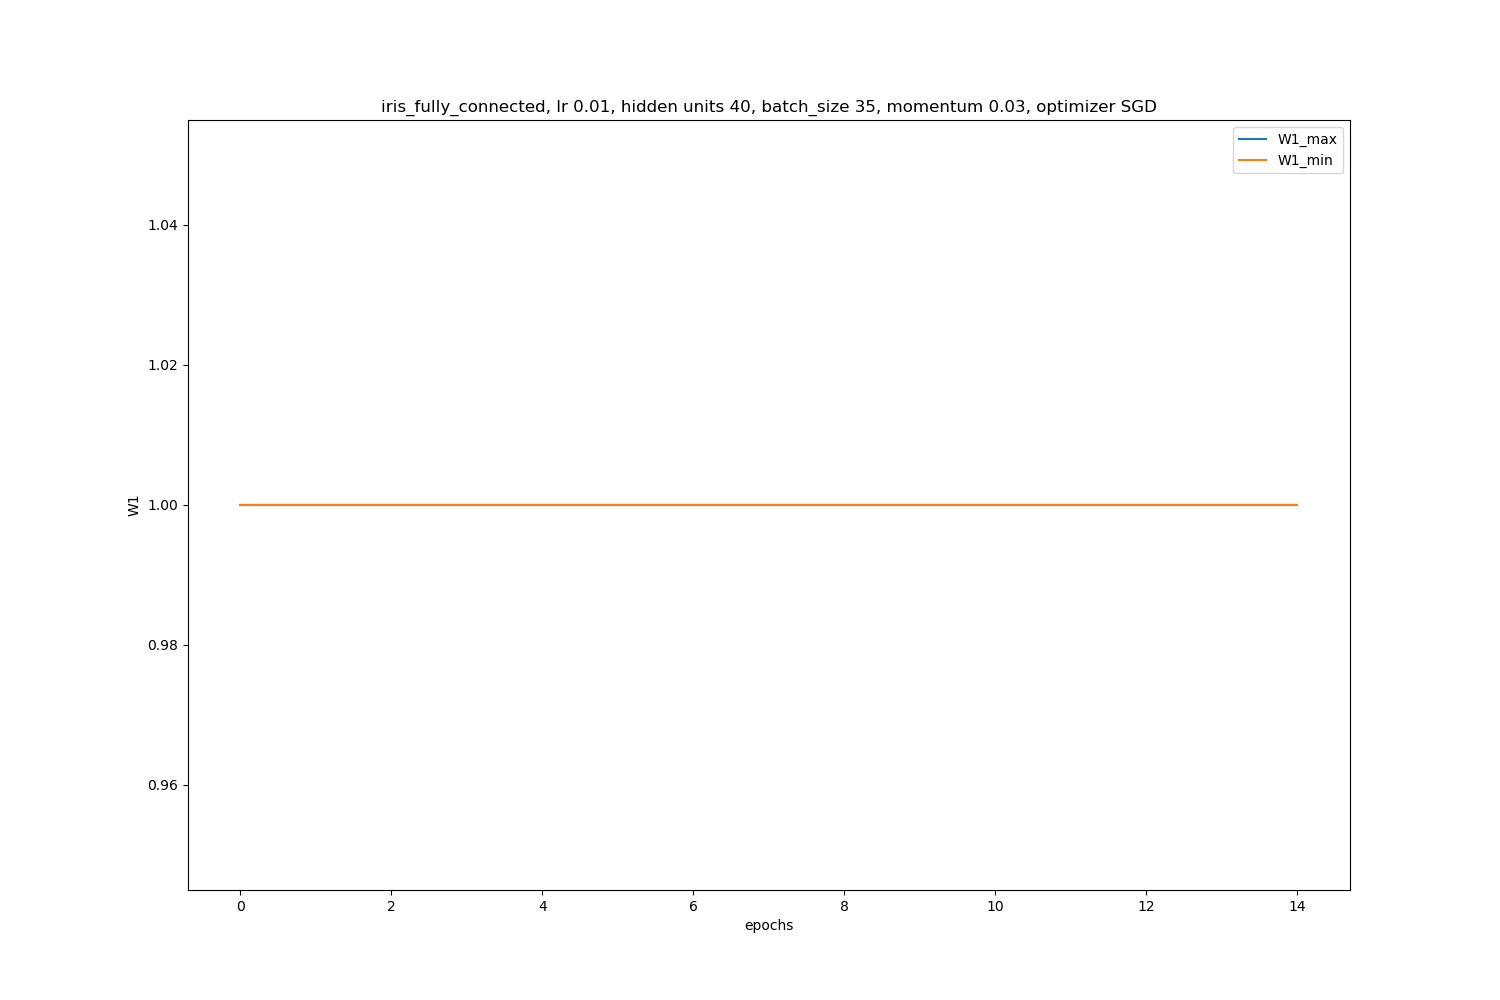 iris_fully_connected, lr 0.01, hidden units 40, batch_size 35, momentum 0.03, optimizer SGD
W1_max
W1_min
1.04
1.02
1.00
0.98
0.96
W1
0 2 4 6 8 10 12 14
epochs